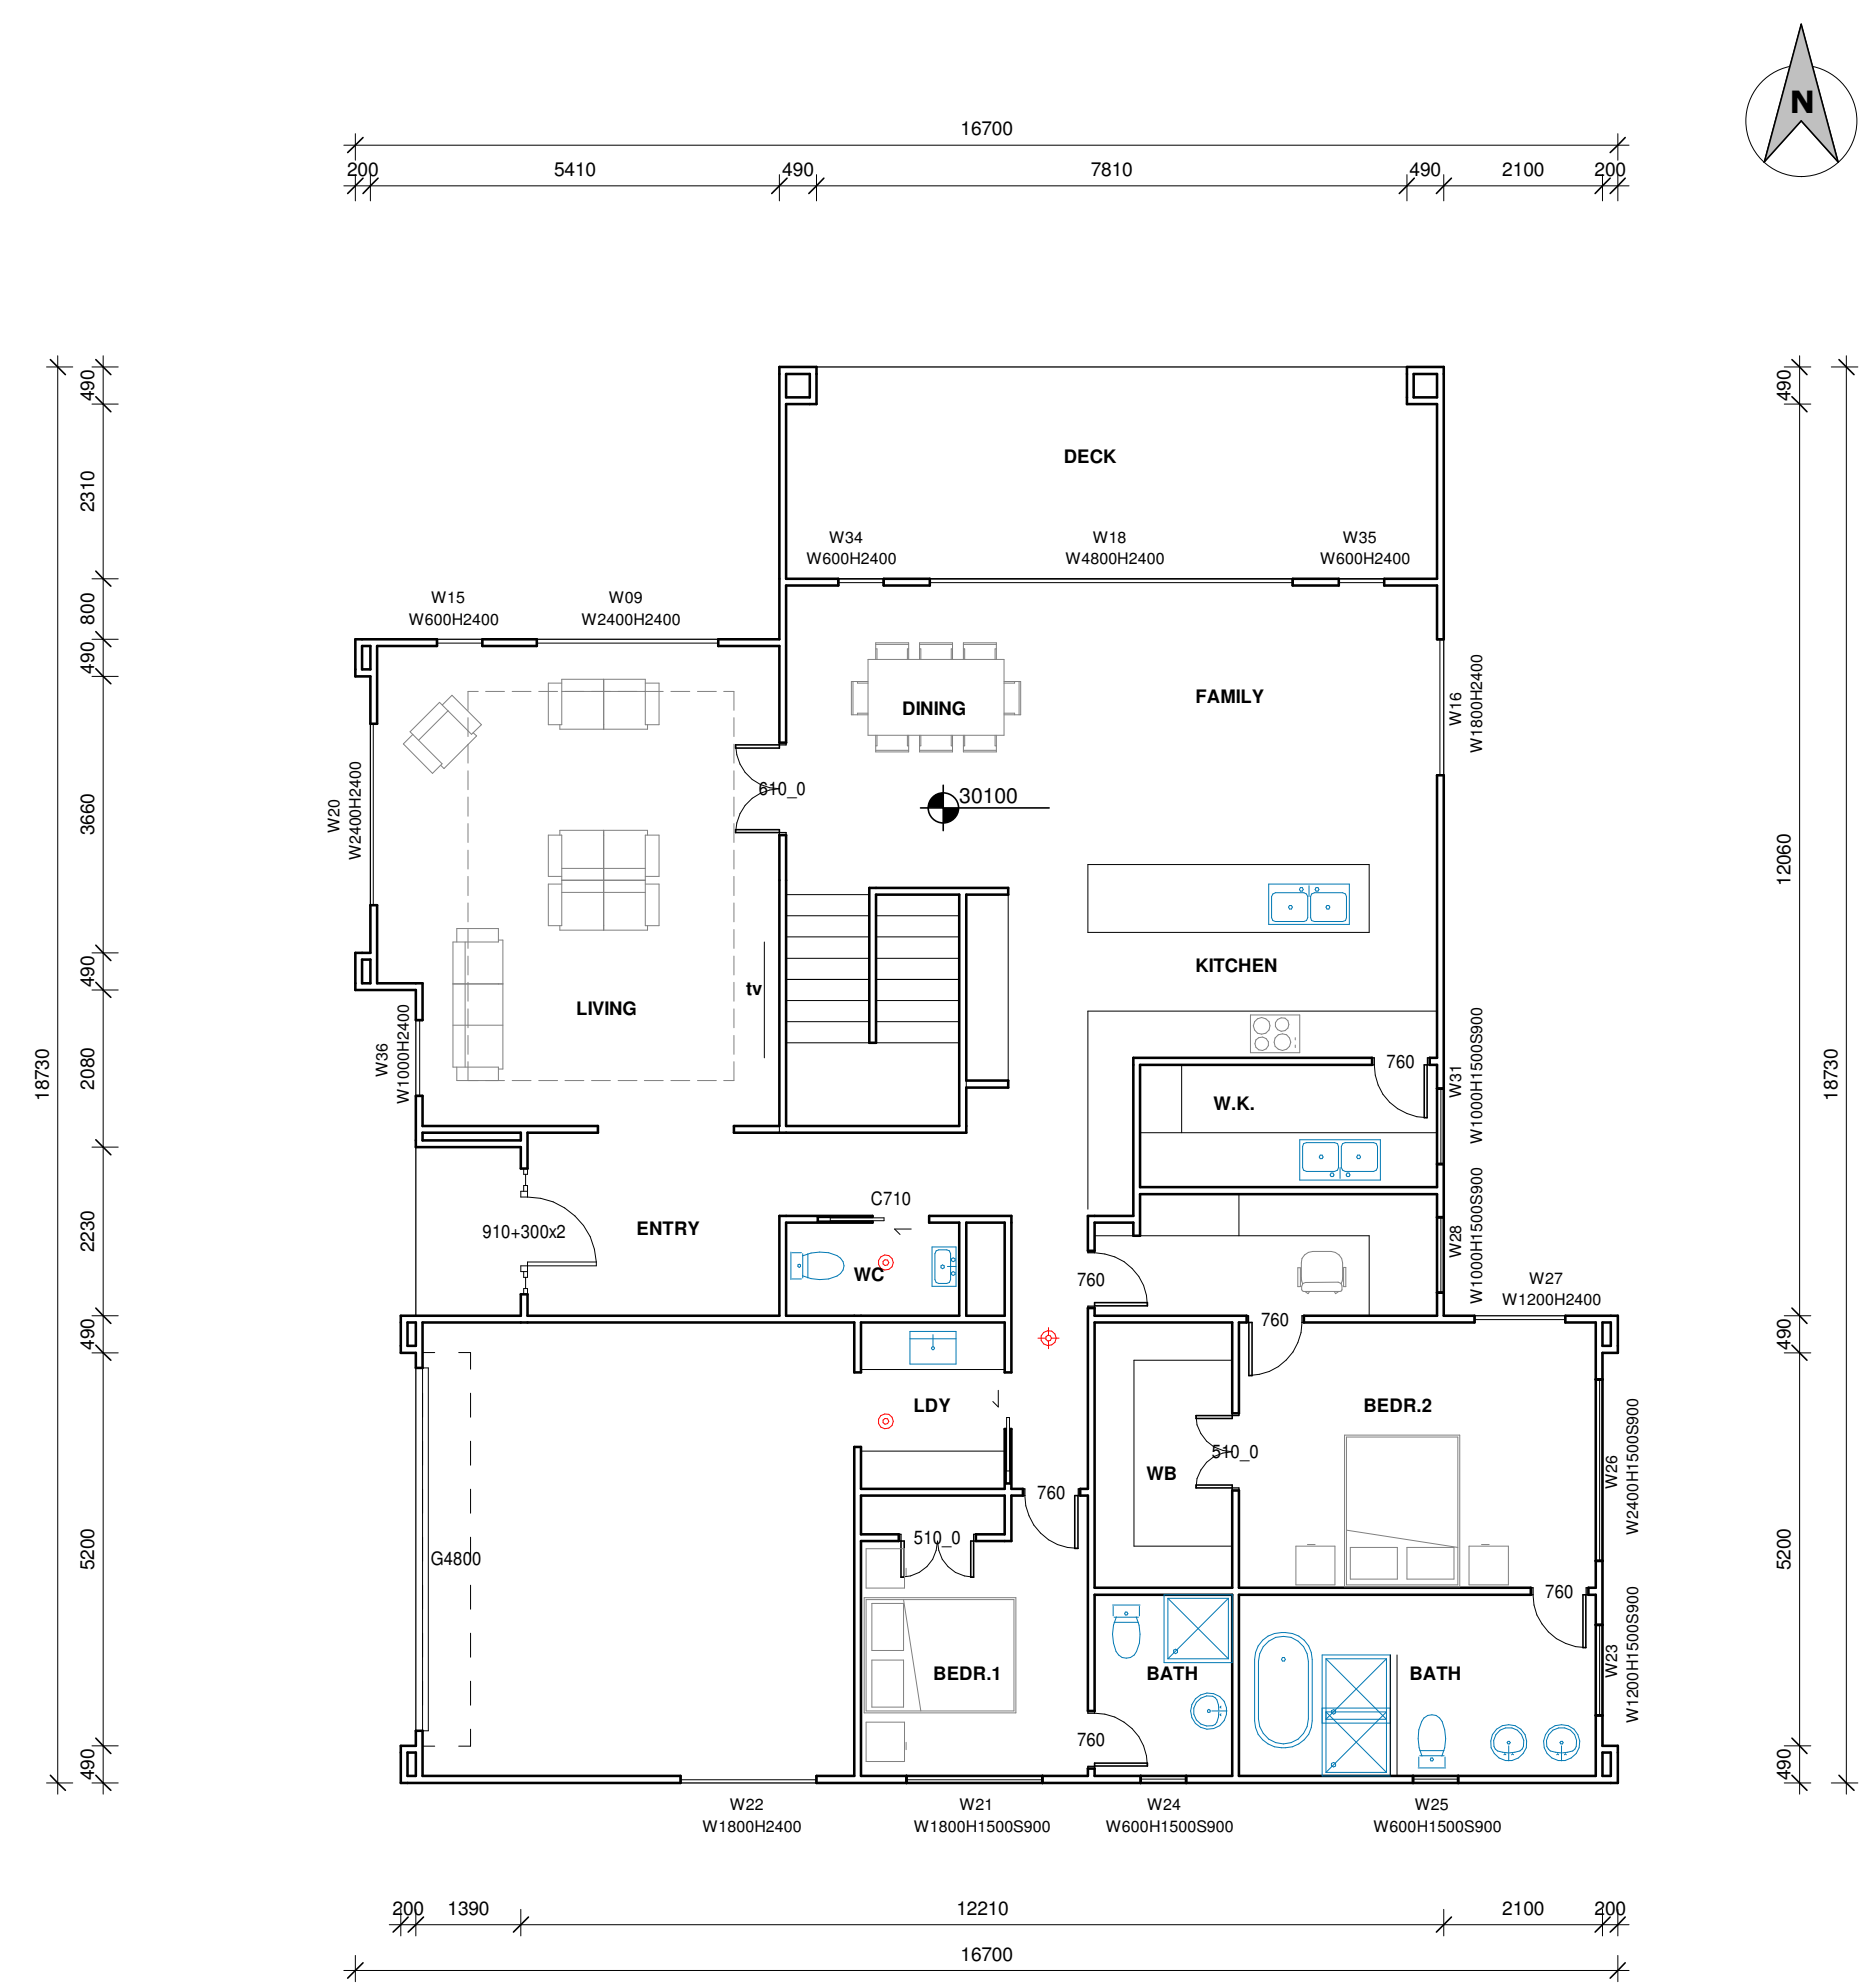 N
16700
200 5410 490 7810 490 2100 200
490
2310
800
490
3660
490
2080
2230
490
5200
490
18730
490
12060
490
5200
490
18730
DECK
W34
W600H2400
W18
W4800H2400
W35
W600H2400
W15
W600H2400
W09
W2400H2400
W16
W1800H2400
DINING
FAMILY
610_0
30100
W20
W2400H2400
KITCHEN
tv
LIVING
W36
W1000H2400
760
W31
W1000H1500S900
W.K.
C710
910+300x2
ENTRY
WC
W28
W1000H1500S900
760
W27
W1200H2400
760
LDY
BEDR.2
510_0
WB
W26
W2400H1500S900
760
510_0
G4800
760
W23
W1200H1500S900
BEDR.1
BATH
BATH
760
W22
W1800H2400
W21
W1800H1500S900
W24
W600H1500S900
W25
W600H1500S900
200 1390 12210 2100 200
16700